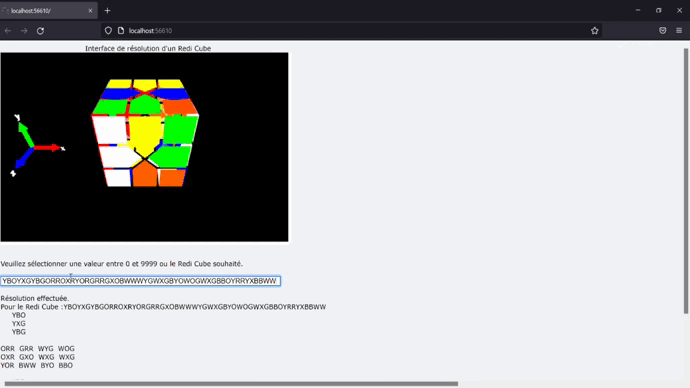 localhost:56610/
localhost:56610
Interface de résolution d'un Redi Cube
Veuillez sélectionner une valeur entre 0 et 9999 ou le Redi Cube souhaité.
YBOYXGYBGORROXRYORGRRGXOBWWWYGWXGBYOWOGWXGBBOYRRYXBBWW
Résolution effectuée.
Pour le Redi Cube :YBOYXGYBGORROXRYORGRRGXOBWWWYGWXGBYOWOGWXGBBOYRRYXBBWW
YBO
YXG
YBG
ORR GRR WYG WOG
OXR GXO WXG WXG
YOR BWW BYO BBO